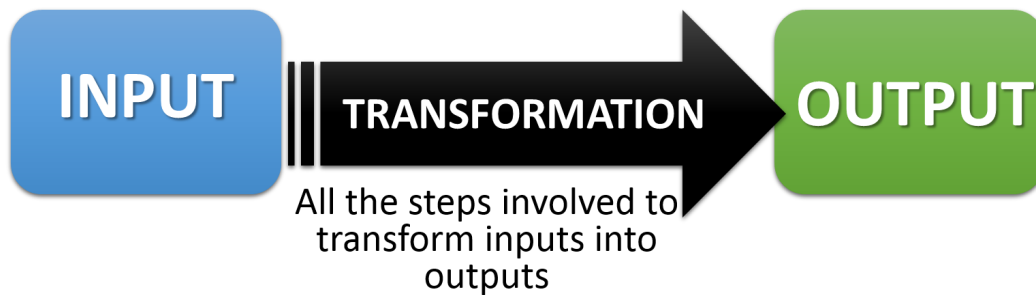 INPUT
TRANSFORMATION
OUTPUT
All the steps involved to
transform inputs into
outputs